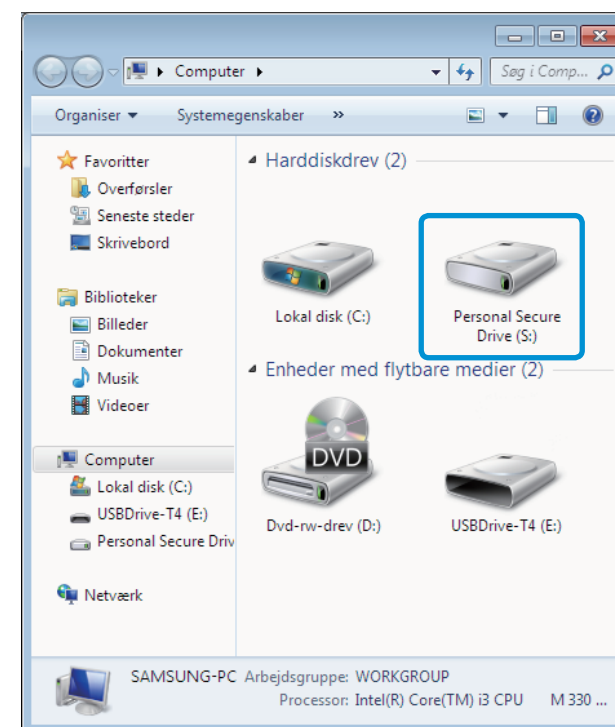 Computer
Søg i Comp...
Organiser
Systemegenskaber
»
Favoritter
Overførsler
Seneste steder
Skrivebord
Biblioteker
Billeder
Dokumenter
Musik
Videoer
Computer
Lokal disk (C:)
USBDrive-T4 (E:)
Personal Secure Driv
Netværk
Harddiskdrev (2)
Lokal disk (C:)
Personal Secure
Drive (S:)
Enheder med flytbare medier (2)
DVD
Dvd-rw-drev (D:)
USBDrive-T4 (E:)
SAMSUNG-PC Arbejdsgruppe: WORKGROUP
Processor: Intel(R) Core(TM) i3 CPU M 330 ...